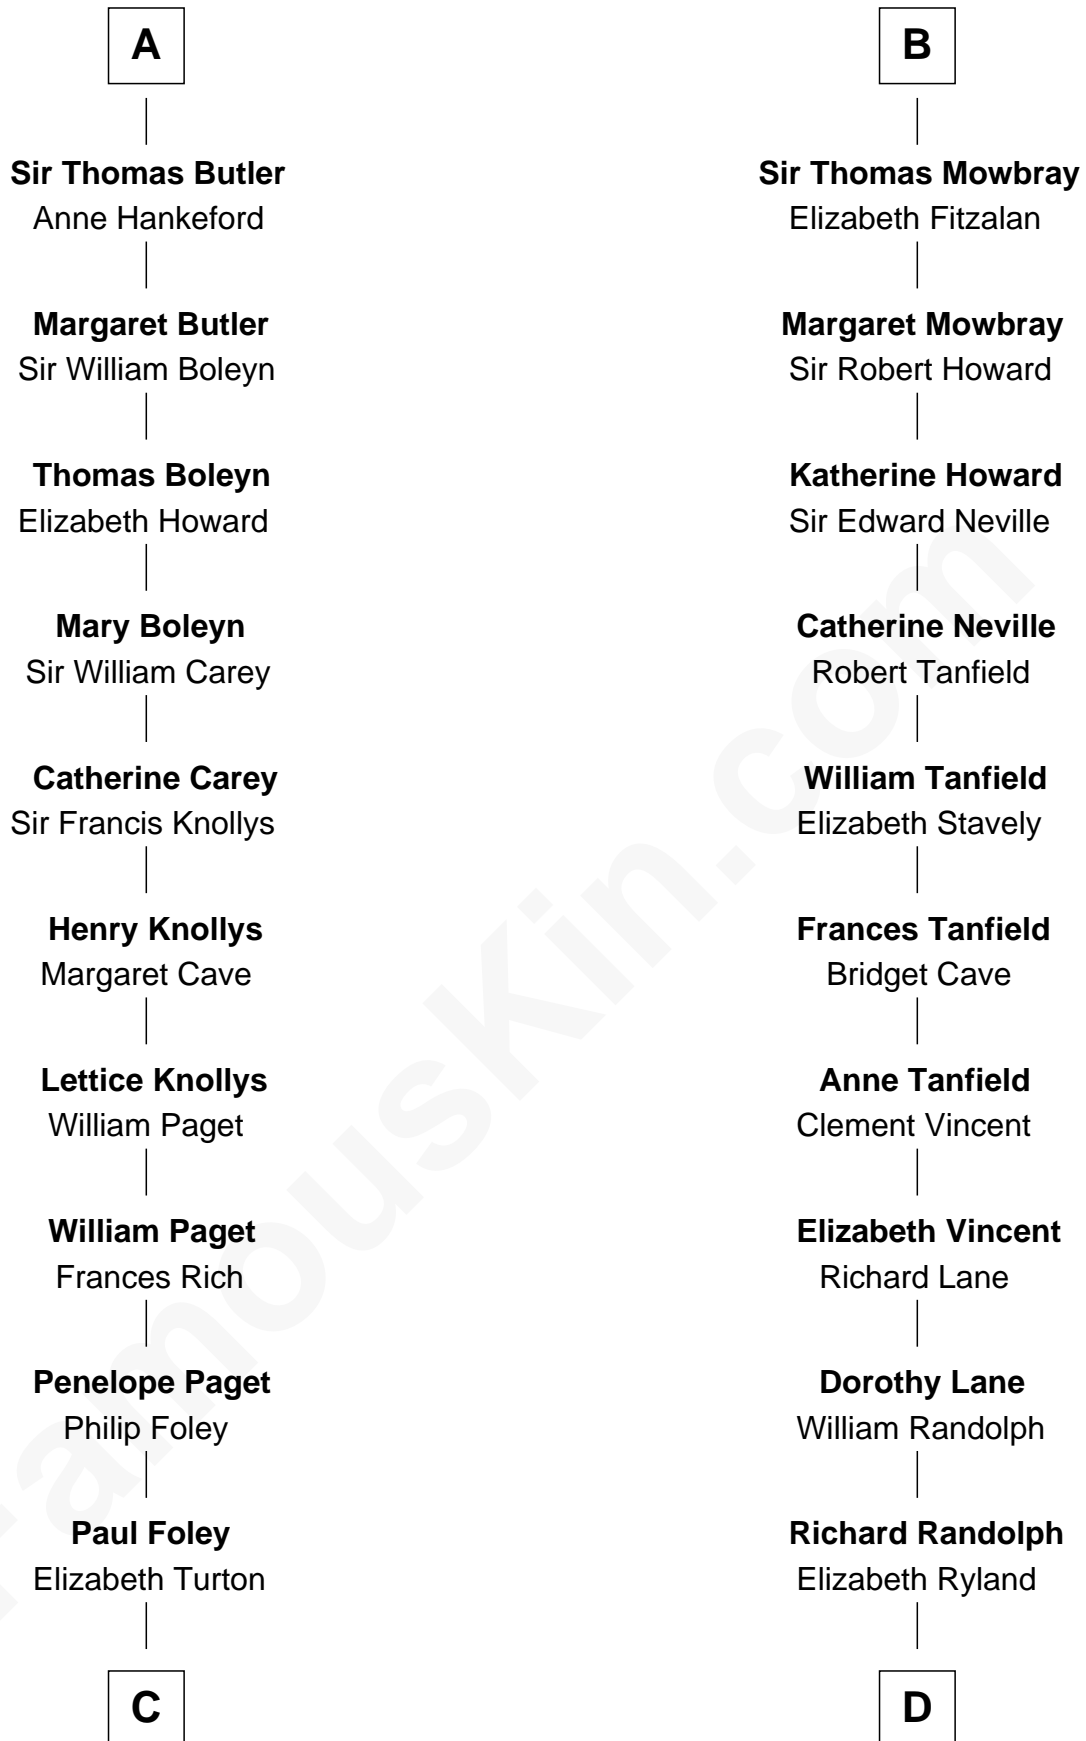 A
Sir Thomas Butler
Anne Hankeford
Margaret Butler
Sir William Boleyn
Thomas Boleyn
Elizabeth Howard
Mary Boleyn
Sir William Carey
Catherine Carey
Sir Francis Knollys
Henry Knollys
Margaret Cave
Lettice Knollys
William Paget
William Paget
Frances Rich
Penelope Paget
Philip Foley
Paul Foley
Elizabeth Turton
C
B
Sir Thomas Mowbray
Elizabeth Fitzalan
Margaret Mowbray
Sir Robert Howard
Katherine Howard
Sir Edward Neville
Catherine Neville
Robert Tanfield
William Tanfield
Elizabeth Stavely
Frances Tanfield
Bridget Cave
Anne Tanfield
Clement Vincent
Elizabeth Vincent
Richard Lane
Dorothy Lane
William Randolph
Richard Randolph
Elizabeth Ryland
D
FamousKin.com